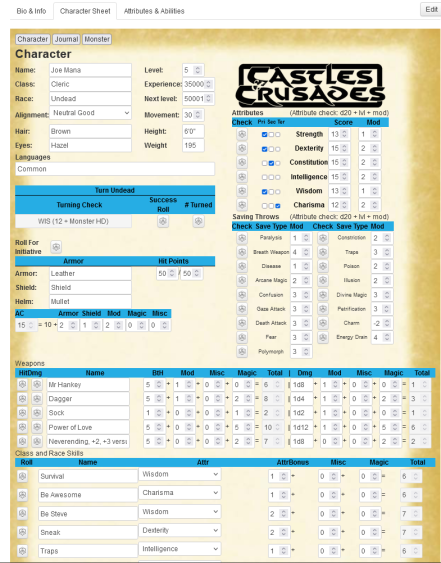 Bio & Info Character Sheet Attributes & Abilities Edit
Character Journal Monster
Character
Name: Joe Mana Level: 5
Class: Cleric Experience: 35000
Race: Undead Next level: 50001
Alignment: Neutral Good Movement: 30
Hair: Brown Height: 6'0"
Eyes: Hazel Weight 195
Languages
Common
CASTLES CRUSADES
Attributes (Attribute check: d20 + lvl + mod)
Check Pri Sec Ter Score Mod
Strength 13 1
Dexterity 15 2
Constitution 15 2
Intelligence 15 2
Wisdom 13 1
Charisma 12 2
Turn Undead
Turning Check Success Roll # Turned
WIS (12 + Monster HD)
Roll For Initiative
Armor Hit Points
Armor: Leather 50 / 50
Shield: Shield
Helm: Mullet
AC Armor Shield Mod Magic Misc
15 = 10 + 2 1 2 0 0
Saving Throws (Attribute check: d20 + lvl + mod)
Check Save Type Mod Check Save Type Mod
Paralysis 1 Constriction 2
Breath Weapon 4 Traps 3
Disease 1 Poison 2
Arcane Magic 2 Illusion 2
Confusion 3 Divine Magic 3
Gaze Attack 3 Petrification 3
Death Attack 3 Charm -2
Fear 3 Energy Drain 4
Polymorph 3
Weapons
Hit Dmg Name BtH Mod Misc Magic Total | Dmg Mod Misc Magic Total
Mr Hankey 5 + 1 + 0 + 0 = 6 | 1d8 + 1 + 0 + 0 = 1
Dagger 5 + 2 + 0 + 2 = 8 | 1d4 + 1 + 0 + 2 = 3
Sock 1 + 0 + 0 + 1 = 2 | 1d2 + 1 + 0 + 0 = 1
Power of Love 5 + 0 + 0 + 5 = 10 | 1d12 + 1 + 0 + 5 = 6
Neverending, +2, +3 versu 5 + 0 + 0 + 2 = 7 | 1d8 + 0 + 0 + 2 = 2
Class and Race Skills
Roll Name Attr AttrBonus Misc Magic Total
Survival Wisdom 1 + 0 + 0 = 6
Be Awesome Charisma 1 + 0 + 0 = 6
Be Steve Wisdom 2 + 0 + 0 = 7
Sneak Dexterity 2 + 0 + 0 = 7
Traps Intelligence 1 + 0 + 0 = 6